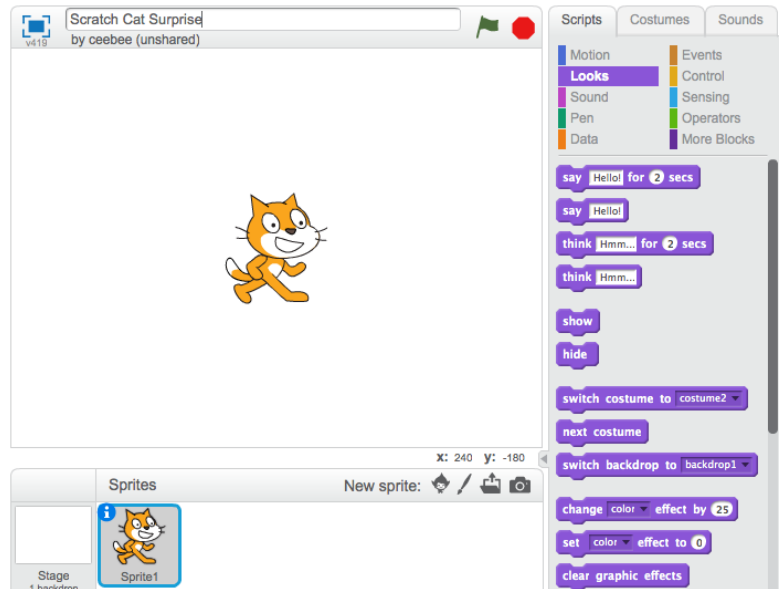 Scratch Cat Surprise
by ceebee (unshared)
v419
Scripts Costumes Sounds
Motion Events
Looks Control
Sound Sensing
Pen Operators
Data More Blocks
say Hello! for 2 secs
say Hello!
think Hmm... for 2 secs
think Hmm...
show
hide
switch costume to costume2
next costume
switch backdrop to backdrop1
change color effect by 25
set color effect to 0
clear graphic effects
x: 240 y: -180
Sprites New sprite:
Sprite1
Stage
1 backdrop